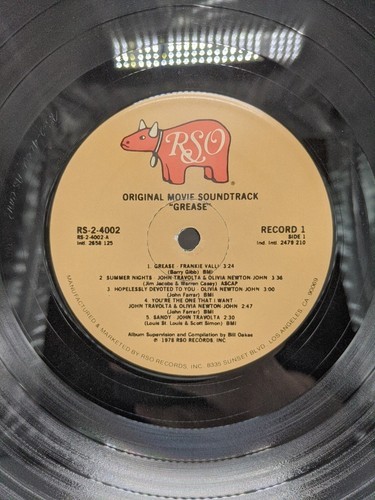 RSO
®
ORIGINAL MOVIE SOUNDTRACK
"GREASE"
RS-2-4002
RS-2-4002-A
Intl. 2658 125
RECORD 1
SIDE 1
Ind. Intl. 2479 210
1. GREASE FRANKIE VALLI 3:24
(Barry Gibb) BMI
2. SUMMER NIGHTS JOHN TRAVOLTA & OLIVIA NEWTON JOHN 3:36
(Jim Jacobs & Warren Casey) ASCAP
3. HOPELESSLY DEVOTED TO YOU OLIVIA NEWTON JOHN 3:00
(John Farrar) BMI
4. YOU'RE THE ONE THAT I WANT
JOHN TRAVOLTA & OLIVIA NEWTON JOHN 2:47
(John Farrar) BMI
5. SANDY JOHN TRAVOLTA 2:30
(Louis St. Louis & Scott Simon) BMI
Album Supervision and Compilation by Bill Oakes
℗ 1978 RSO RECORDS, INC.
MANUFACTURED & MARKETED BY RSO RECORDS, INC. 8335 SUNSET BLVD., LOS ANGELES, CA. 90069